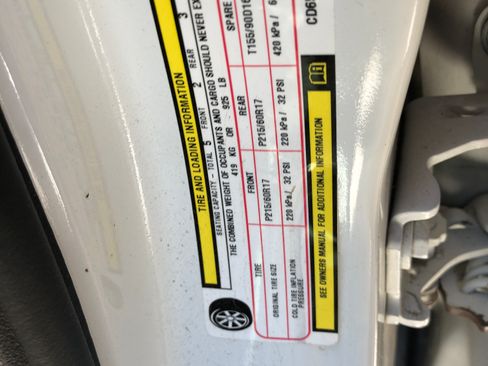 TIRE AND LOADING INFORMATION
SEATING CAPACITY - TOTAL 5 FRONT 2 REAR 3
THE COMBINED WEIGHT OF OCCUPANTS AND CARGO SHOULD NEVER EX
419 KG OR 925 LB
TIRE FRONT REAR SPARE
ORIGINAL TIRE SIZE P215/60R17 P215/60R17 T155/90D16
COLD TIRE INFLATION PRESSURE 220 kPa / 32 PSI 220 kPa / 32 PSI 420 kPa / 6
SEE OWNERS MANUAL FOR ADDITIONAL INFORMATION